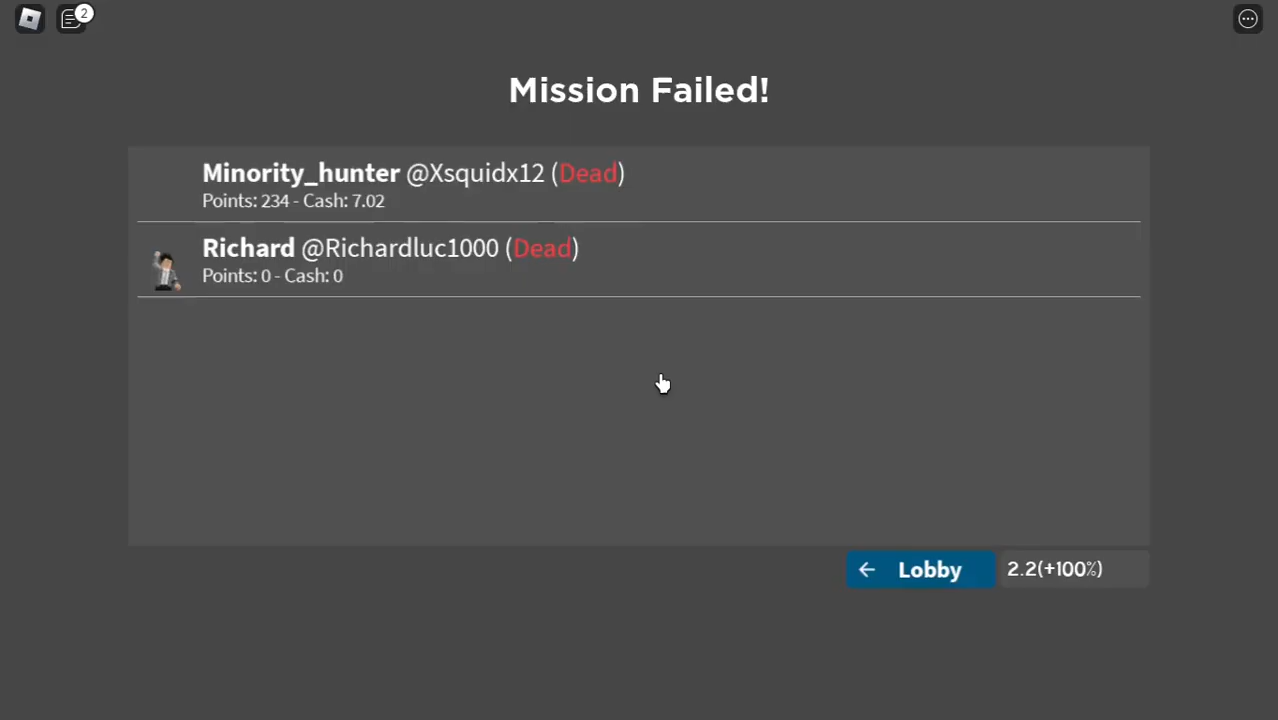 2
Mission Failed!
Minority_hunter @Xsquidx12 (Dead)
Points: 234 - Cash: 7.02
Richard @Richardluc1000 (Dead)
Points: 0 - Cash: 0
← Lobby
2.2(+100%)